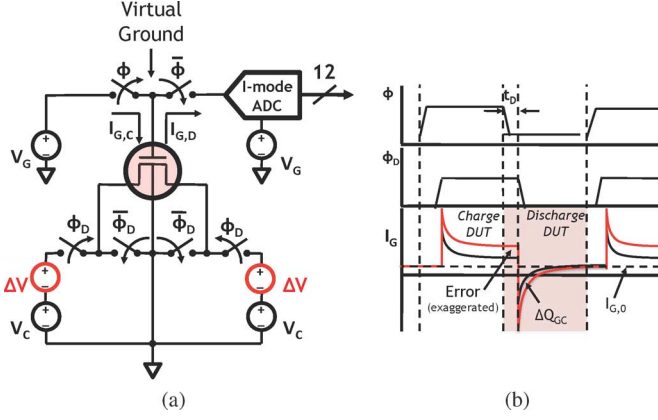 Virtual
Ground
Φ
Φ̅
I-mode
ADC
12
I_G,C
I_G,D
V_G
V_G
Φ_D
Φ̅_D
Φ̅_D
Φ_D
ΔV
ΔV
V_C
V_C
(a)
Φ
t_D
Φ_D
I_G
Charge
DUT
Discharge
DUT
Error
(exaggerated)
ΔQ_GC
I_G,0
(b)